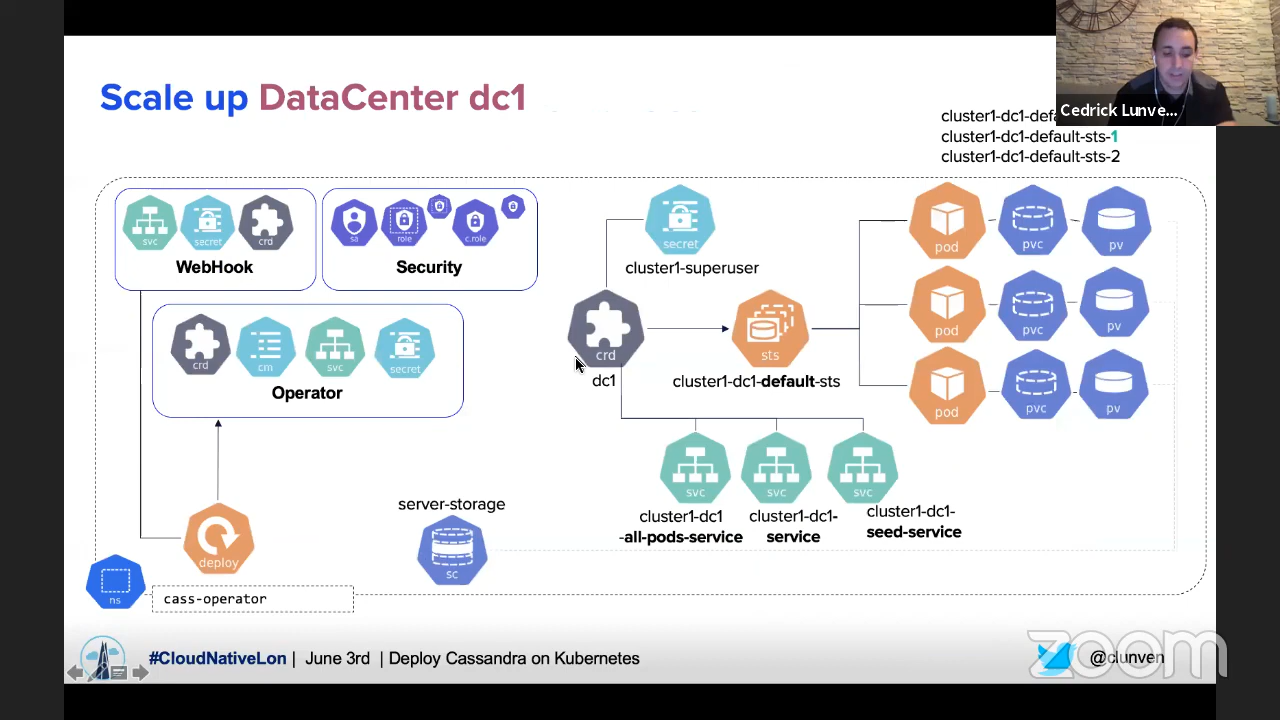 Scale up DataCenter dc1
Cedrick Lunve...
cluster1-dc1-defa
cluster1-dc1-default-sts-1
cluster1-dc1-default-sts-2
svc
secret
crd
WebHook
sa
role
c.role
Security
crd
cm
svc
secret
Operator
secret
cluster1-superuser
crd
dc1
sts
cluster1-dc1-default-sts
pod
pvc
pv
pod
pvc
pv
pod
pvc
pv
svc
svc
svc
cluster1-dc1
-all-pods-service
cluster1-dc1-
service
cluster1-dc1-
seed-service
server-storage
sc
deploy
ns
cass-operator
#CloudNativeLon | June 3rd | Deploy Cassandra on Kubernetes
@clunven
zoom